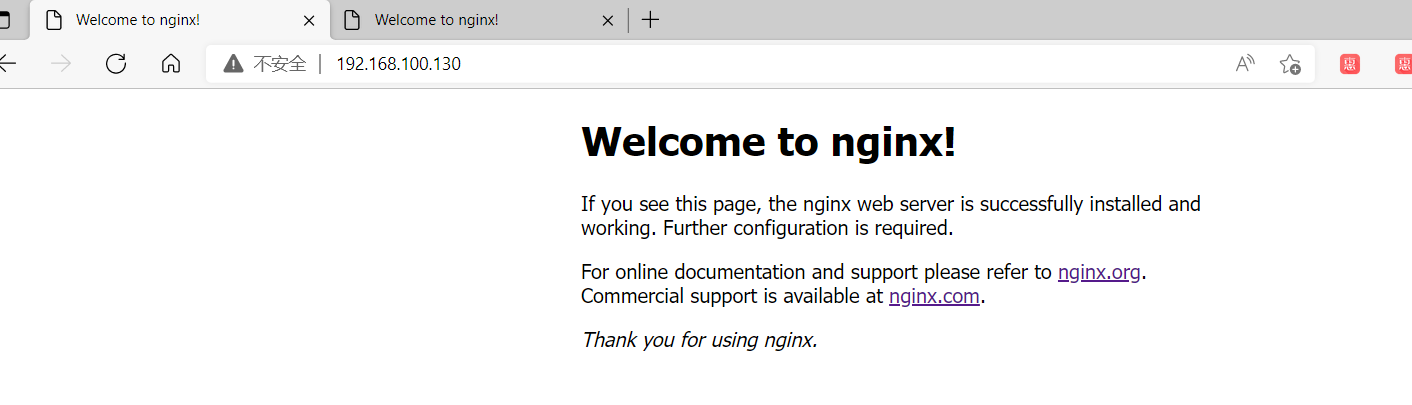 Welcome to nginx!
Welcome to nginx!
不安全
192.168.100.130
A
惠
惠
Welcome to nginx!
If you see this page, the nginx web server is successfully installed and
working. Further configuration is required.
For online documentation and support please refer to nginx.org.
Commercial support is available at nginx.com.
Thank you for using nginx.